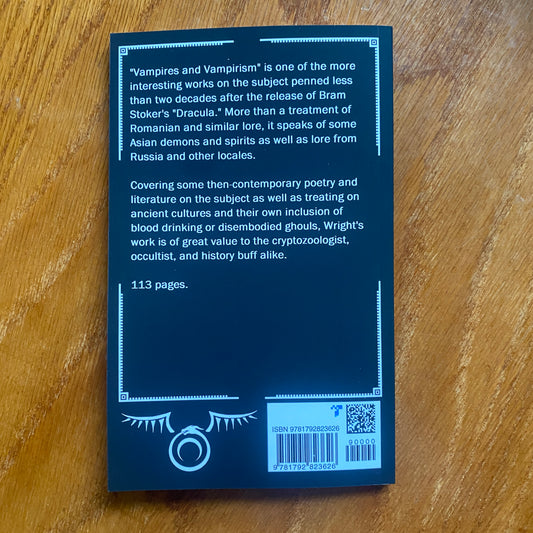 "Vampires and Vampirism" is one of the more
interesting works on the subject penned less
than two decades after the release of Bram
Stoker's "Dracula." More than a treatment of
Romanian and similar lore, it speaks of some
Asian demons and spirits as well as lore from
Russia and other locales.
Covering some then-contemporary poetry and
literature on the subject as well as treating on
ancient cultures and their own inclusion of
blood drinking or disembodied ghouls, Wright's
work is of great value to the cryptozoologist,
occultist, and history buff alike.
113 pages.
ISBN 9781792823626
90000
9 781792 823626